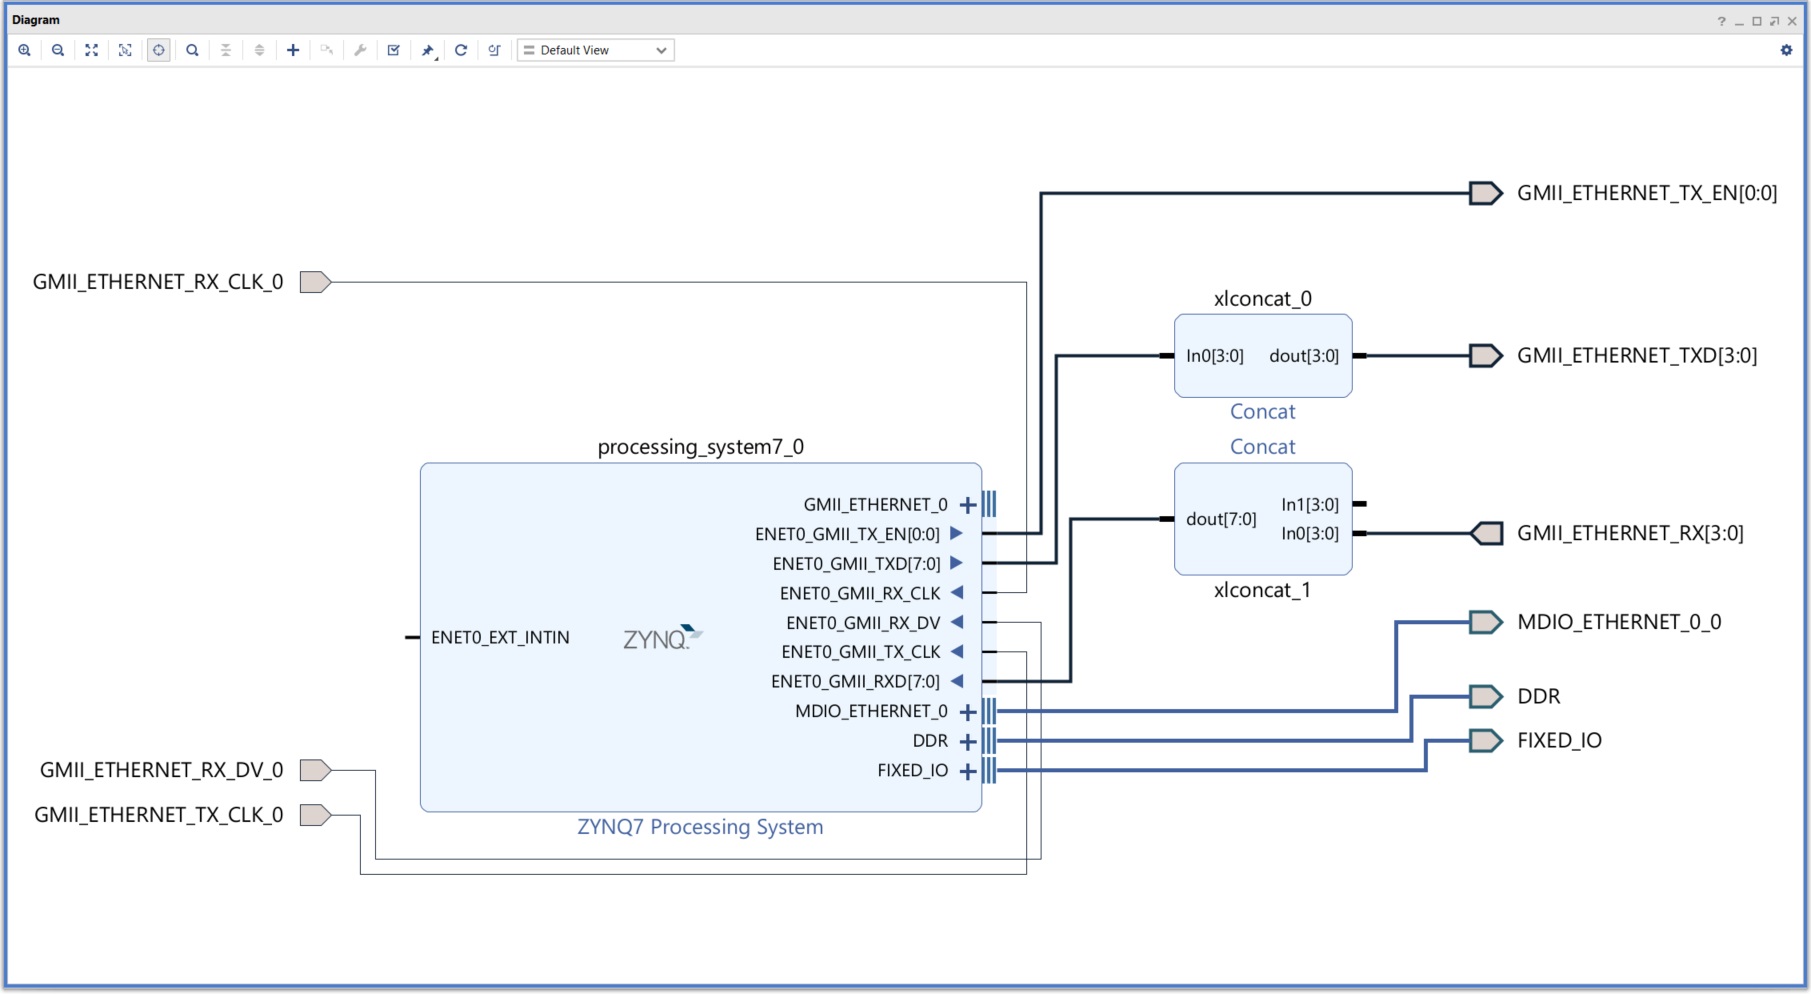 Diagram
?
Default View
GMII_ETHERNET_TX_EN[0:0]
GMII_ETHERNET_RX_CLK_0
xlconcat_0
In0[3:0] dout[3:0]
GMII_ETHERNET_TXD[3:0]
Concat
processing_system7_0
Concat
GMII_ETHERNET_0
ENET0_GMII_TX_EN[0:0]
ENET0_GMII_TXD[7:0]
ENET0_GMII_RX_CLK
ENET0_GMII_RX_DV
ENET0_EXT_INTIN
ZYNQ
ENET0_GMII_TX_CLK
ENET0_GMII_RXD[7:0]
MDIO_ETHERNET_0
DDR
FIXED_IO
ZYNQ7 Processing System
In1[3:0]
dout[7:0]
In0[3:0]
xlconcat_1
GMII_ETHERNET_RX[3:0]
MDIO_ETHERNET_0_0
DDR
FIXED_IO
GMII_ETHERNET_RX_DV_0
GMII_ETHERNET_TX_CLK_0